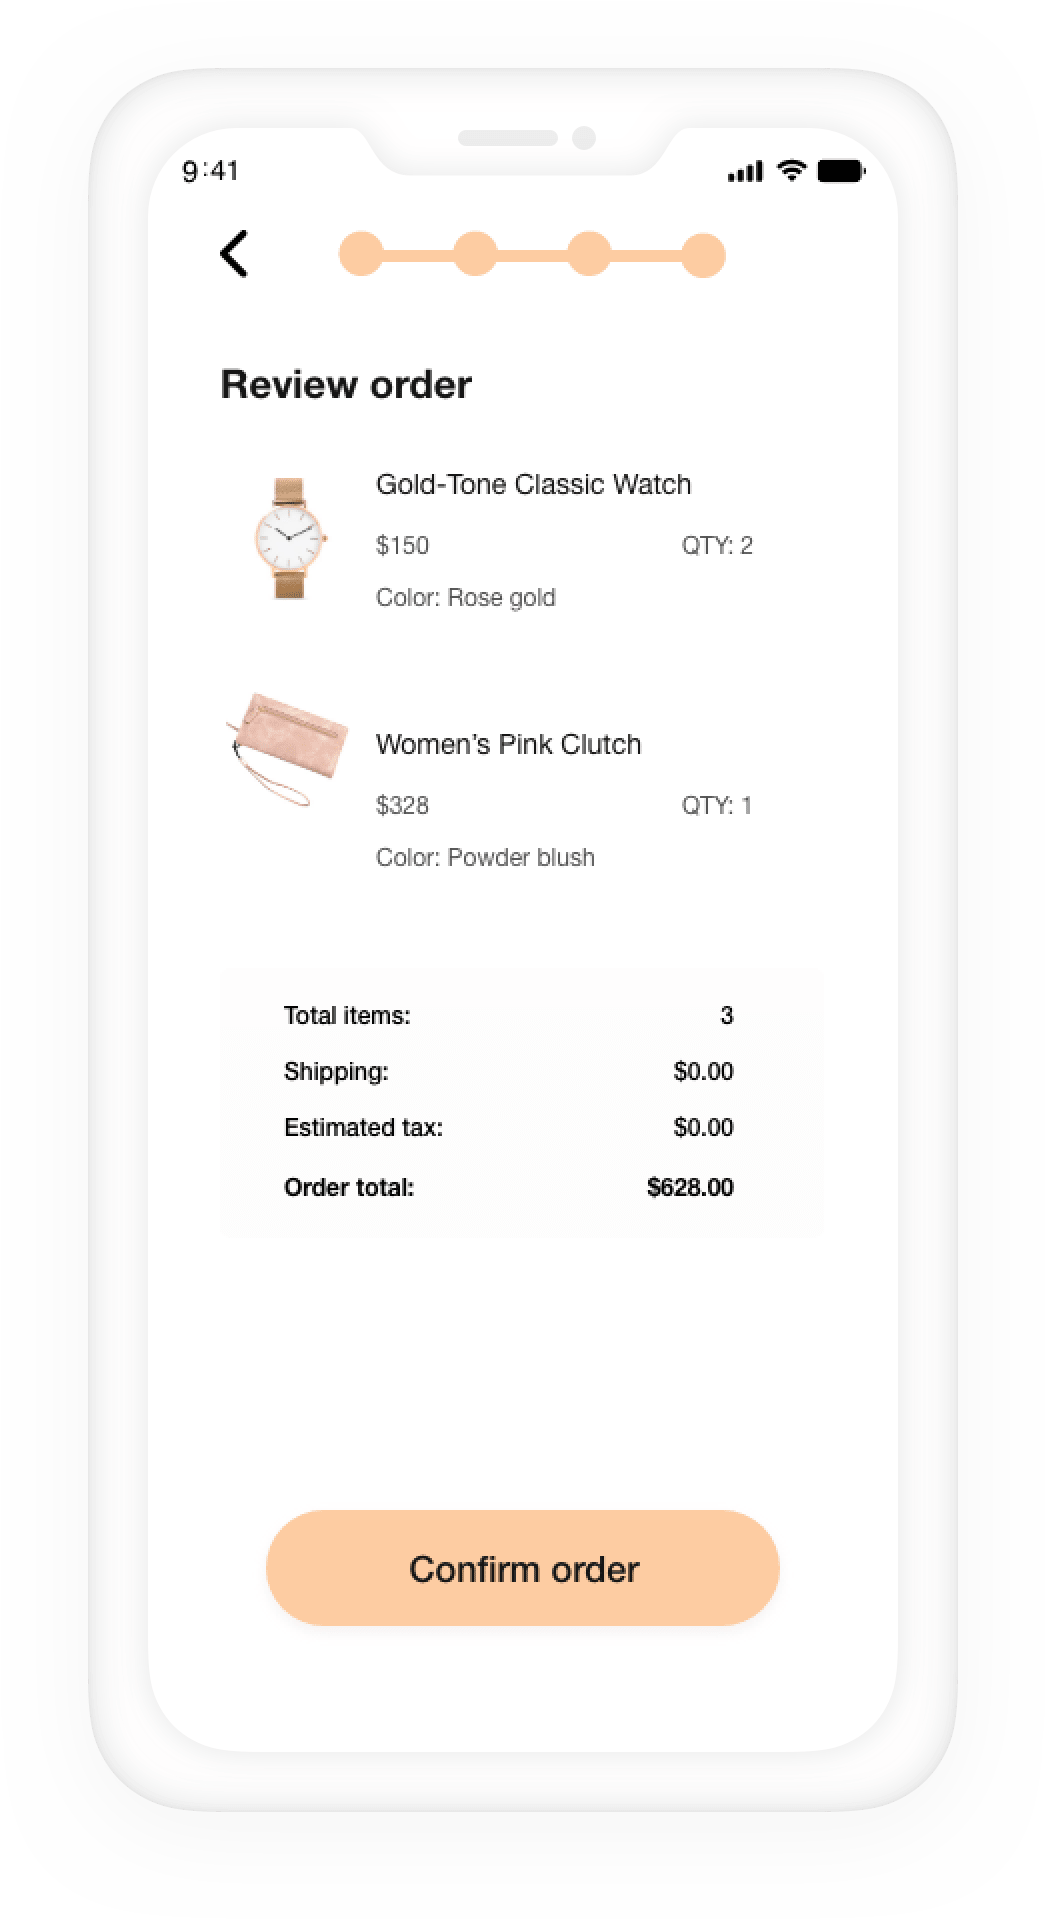 9:41
Review order
Gold-Tone Classic Watch
$150 QTY: 2
Color: Rose gold
Women's Pink Clutch
$328 QTY: 1
Color: Powder blush
Total items: 3
Shipping: $0.00
Estimated tax: $0.00
Order total: $628.00
Confirm order